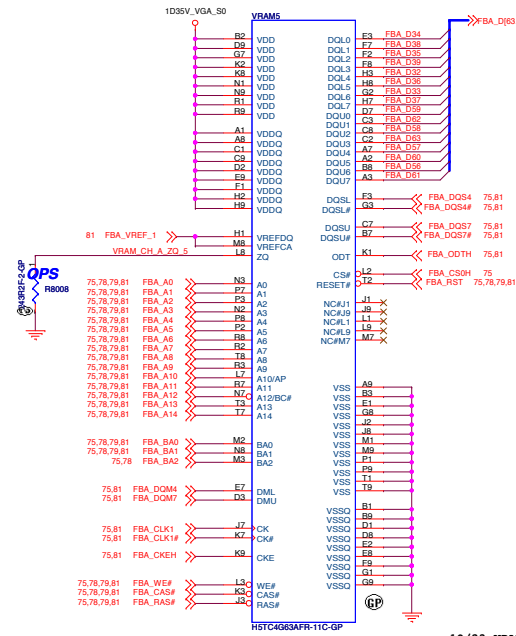 1D35V_VGA_S0
VRAM5
B2 VDD DQL0 E3 FBA_D34
D9 VDD DQL1 F7 FBA_D38
G7 VDD DQL2 F2 FBA_D35
K2 VDD DQL3 F8 FBA_D39
K8 VDD DQL4 H3 FBA_D32
N1 VDD DQL5 H8 FBA_D36
N9 VDD DQL6 G2 FBA_D33
R1 VDD DQL7 H7 FBA_D37
R9 VDD DQU0 D7 FBA_D59
DQU1 C3 FBA_D62
A1 VDDQ DQU2 C8 FBA_D58
A8 VDDQ DQU3 C2 FBA_D63
C1 VDDQ DQU4 A7 FBA_D57
C9 VDDQ DQU5 A2 FBA_D60
D2 VDDQ DQU6 B8 FBA_D56
E9 VDDQ DQU7 A3 FBA_D61
F1 VDDQ
H2 VDDQ
H9 VDDQ
FBA_D[63
DQSL F3 FBA_DQS4 75,81
DQSL# G3 FBA_DQS4# 75,81
DQSU C7 FBA_DQS7 75,81
DQSU# B7 FBA_DQS7# 75,81
81 FBA_VREF_1 H1 VREFDQ
M8 VREFCA
VRAM_CH_A_ZQ_5 L8 ZQ
ODT K1 FBA_ODTH 75,81
CS# L2 FBA_CS0H 75
RESET# T2 FBA_RST 75,78,79,81
OPS
R8008
NC#J1 J1
NC#J9 J9
NC#L1 L1
NC#L9 L9
NC#M7 M7
75,78,79,81 FBA_A0 N3 A0
75,78,79,81 FBA_A1 P7 A1
75,78,79,81 FBA_A2 P3 A2
75,78,79,81 FBA_A3 N2 A3
75,78,79,81 FBA_A4 P8 A4
75,78,79,81 FBA_A5 P2 A5
75,78,79,81 FBA_A6 R8 A6
75,78,79,81 FBA_A7 R2 A7
75,78,79,81 FBA_A8 T8 A8
75,78,79,81 FBA_A9 R3 A9
75,78,79,81 FBA_A10 L7 A10/AP
75,78,79,81 FBA_A11 R7 A11
75,78,79,81 FBA_A12 N7 A12/BC#
75,78,79,81 FBA_A13 T3 A13
75,78,79,81 FBA_A14 T7 A14
VSS A9
VSS B3
VSS E1
VSS G8
VSS J2
VSS J8
VSS M1
VSS M9
VSS P1
VSS P9
VSS T1
VSS T9
75,78,79,81 FBA_BA0 M2 BA0
75,78,79,81 FBA_BA1 N8 BA1
75,78 FBA_BA2 M3 BA2
75,81 FBA_DQM4 E7 DML
75,81 FBA_DQM7 D3 DMU
VSSQ B1
VSSQ B9
VSSQ D1
VSSQ D8
VSSQ E2
VSSQ E8
VSSQ F9
VSSQ G1
VSSQ G9
75,81 FBA_CLK1 J7 CK
75,81 FBA_CLK1# K7 CK#
75,81 FBA_CKEH K9 CKE
75,78,79,81 FBA_WE# L3 WE#
75,78,79,81 FBA_CAS# K3 CAS#
75,78,79,81 FBA_RAS# J3 RAS#
GP
H5TC4G63AFR-11C-GP